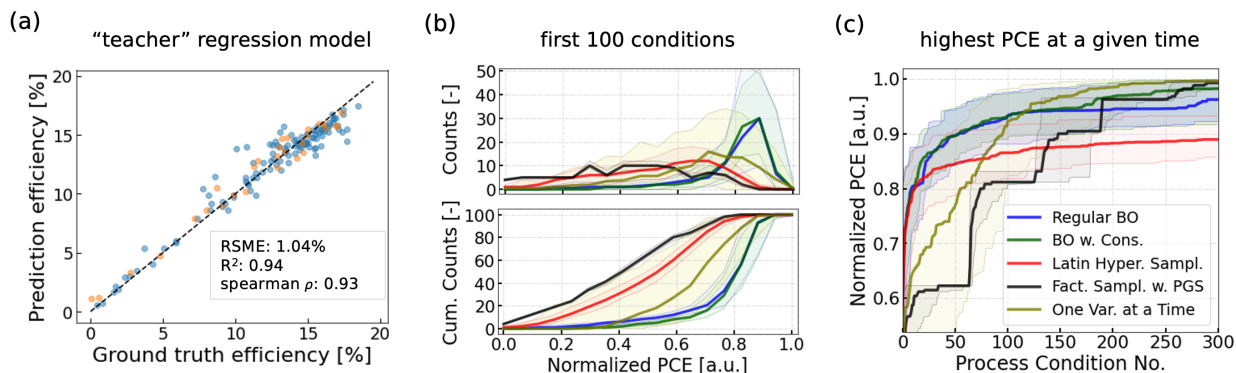 (a)
“teacher” regression model
Prediction efficiency [%]
20
15
10
5
0
0
5
10
15
20
Ground truth efficiency [%]
RSME: 1.04%
R²: 0.94
spearman ρ: 0.93
(b)
first 100 conditions
Counts [-]
50
40
30
20
10
0
Cum. Counts [-]
100
80
60
40
20
0
0.0
0.2
0.4
0.6
0.8
1.0
Normalized PCE [a.u.]
(c)
highest PCE at a given time
Normalized PCE [a.u.]
1.0
0.9
0.8
0.7
0.6
0
50
100
150
200
250
300
Process Condition No.
Regular BO
BO w. Cons.
Latin Hyper. Sampl.
Fact. Sampl. w. PGS
One Var. at a Time